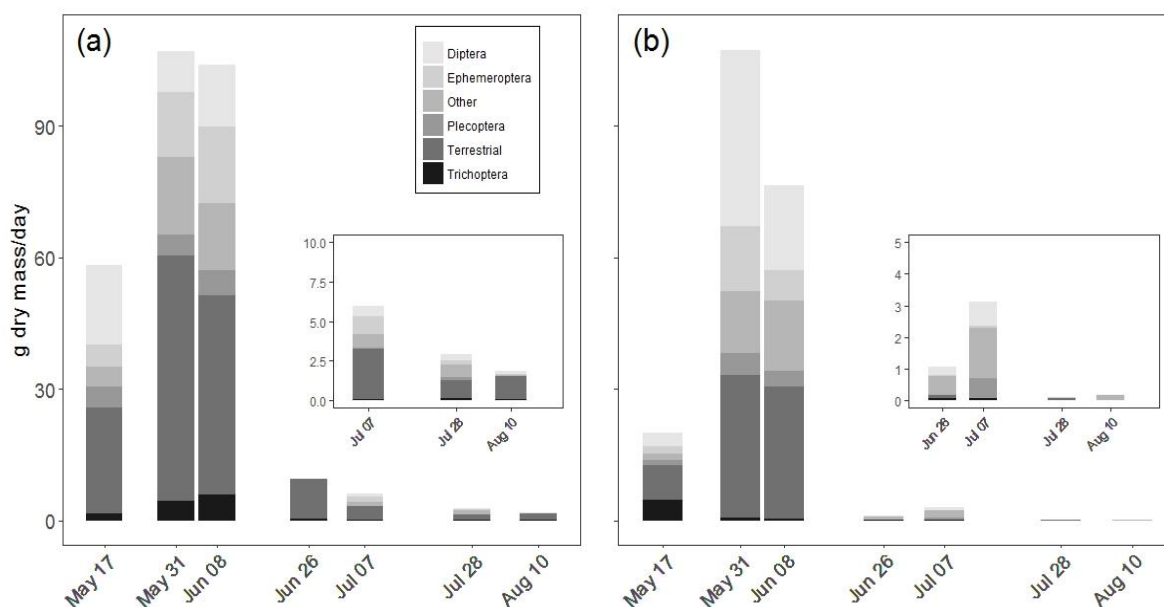 (a)
Diptera
Ephemeroptera
Other
Plecoptera
Terrestrial
Trichoptera
g dry mass/day
90
60
30
0
10.0
7.5
5.0
2.5
0.0
Jul 07
Jul 28
Aug 10
May 17
May 31
Jun 08
Jun 26
Jul 07
Jul 28
Aug 10
(b)
5
4
3
2
1
0
Jun 26
Jul 07
Jul 28
Aug 10
May 17
May 31
Jun 08
Jun 26
Jul 07
Jul 28
Aug 10